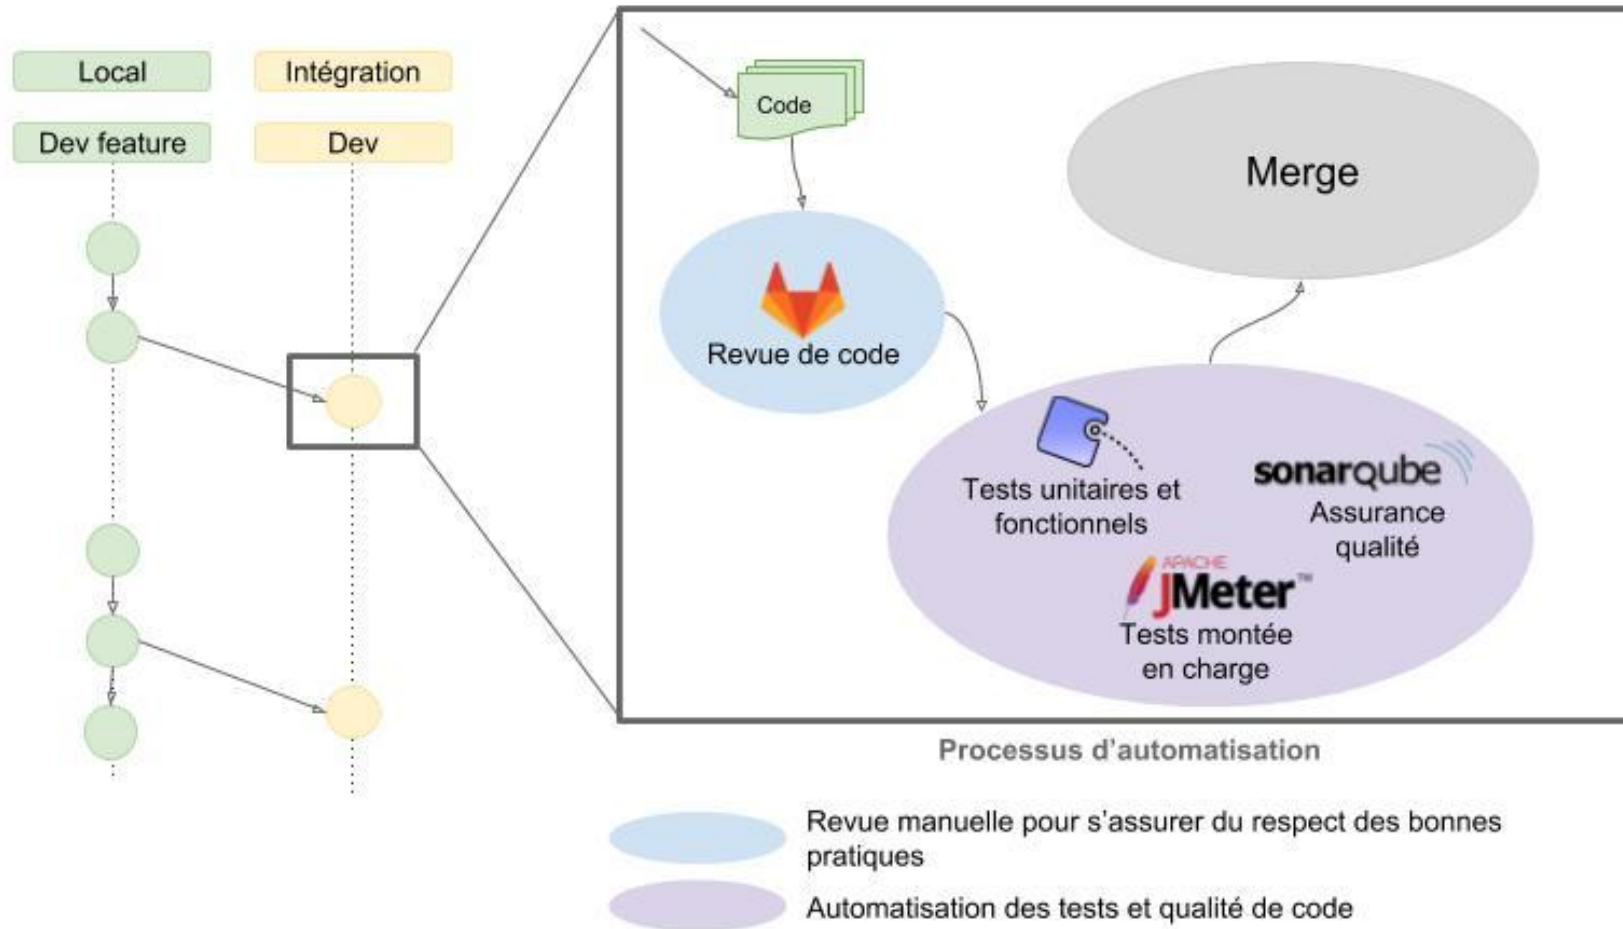 Local
Intégration
Dev feature
Dev
Code
Merge
Revue de code
Tests unitaires et
fonctionnels
sonarqube
Assurance
qualité
APACHE
JMeter™
Tests montée
en charge
Processus d'automatisation
Revue manuelle pour s'assurer du respect des bonnes
pratiques
Automatisation des tests et qualité de code